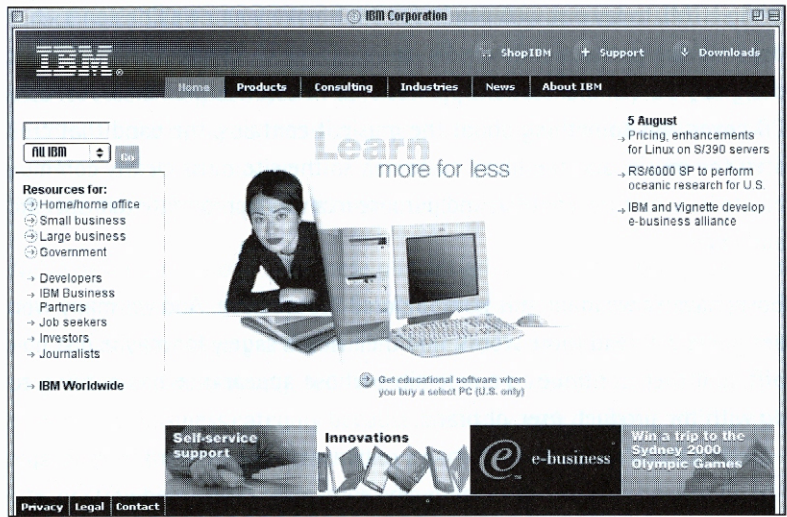 IBM Corporation
IBM®
ShopIBM
Support
Downloads
Home
Products
Consulting
Industries
News
About IBM
All IBM
Go
Resources for:
Home/home office
Small business
Large business
Government
Developers
IBM Business
Partners
Job seekers
Investors
Journalists
IBM Worldwide
Learn
more for less
Get educational software when
you buy a select PC (U.S. only)
5 August
Pricing, enhancements
for Linux on S/390 servers
RS/6000 SP to perform
oceanic research for U.S.
IBM and Vignette develop
e-business alliance
Self-service
support
Innovations
e e-business
Win a trip to the
Sydney 2000
Olympic Games
Privacy
Legal
Contact